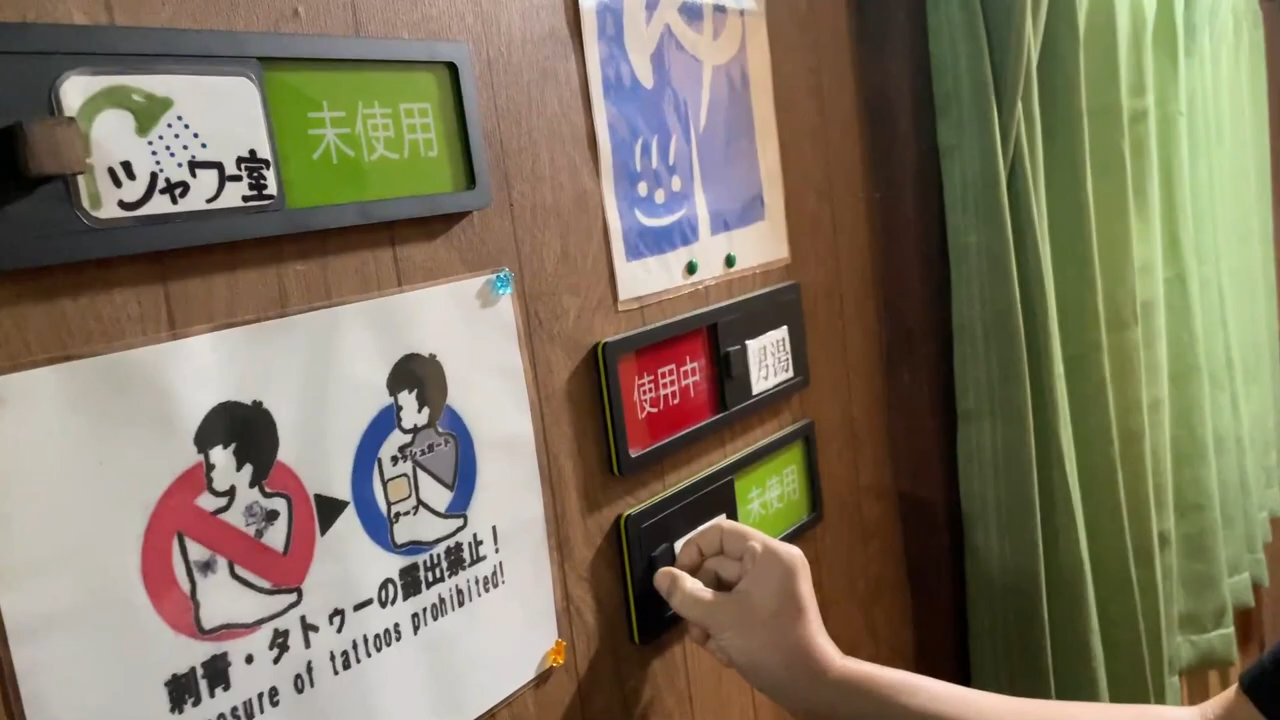 シャワー室
未使用
ゆ
使用中
男湯
未使用
ラッシュガード
テープ
刺青・タトゥーの露出禁止！
of tattoos prohibited!